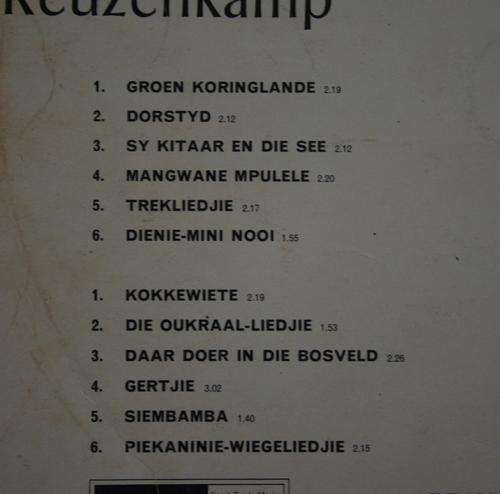 Keuzenkamp
1. GROEN KORINGLANDE 2.19
2. DORSTYD 2.12
3. SY KITAAR EN DIE SEE 2.12
4. MANGWANE MPULELE 2.20
5. TREKLIEDJIE 2.17
6. DIENIE-MINI NOOI 1.55
1. KOKKEWIETE 2.19
2. DIE OUKRAAL-LIEDJIE 1.53
3. DAAR DOER IN DIE BOSVELD 2.26
4. GERTJIE 3.02
5. SIEMBAMBA 1.40
6. PIEKANINIE-WIEGELIEDJIE 2.15